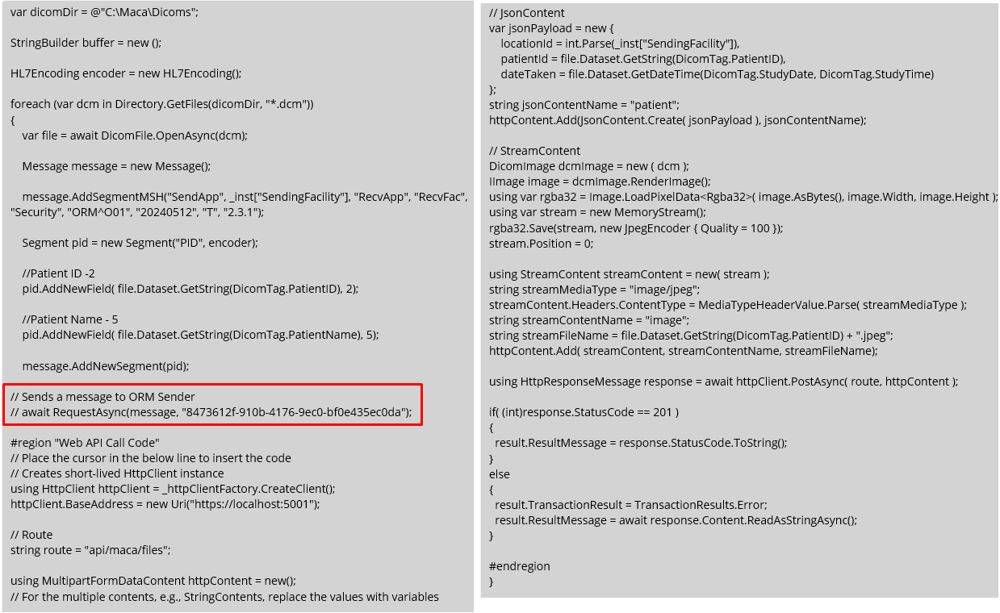 var dicomDir = @"C:\Maca\Dicoms";
StringBuilder buffer = new ();
HL7Encoding encoder = new HL7Encoding();
foreach (var dcm in Directory.GetFiles(dicomDir, "*.dcm"))
{
var file = await DicomFile.OpenAsync(dcm);
Message message = new Message();
message.AddSegmentMSH("SendApp", _inst["SendingFacility"], "RecvApp", "RecvFac",
"Security", "ORM^O01", "20240512", "T", "2.3.1");
Segment pid = new Segment("PID", encoder);
//Patient ID -2
pid.AddNewField( file.Dataset.GetString(DicomTag.PatientID), 2);
//Patient Name - 5
pid.AddNewField( file.Dataset.GetString(DicomTag.PatientName), 5);
message.AddNewSegment(pid);
// Sends a message to ORM Sender
// await RequestAsync(message, "8473612f-910b-4176-9ec0-bf0e435ec0da");
#region "Web API Call Code"
// Place the cursor in the below line to insert the code
// Creates short-lived HttpClient instance
using HttpClient httpClient = _httpClientFactory.CreateClient();
httpClient.BaseAddress = new Uri("https://localhost:5001");
// Route
string route = "api/maca/files";
using MultipartFormDataContent httpContent = new();
// For the multiple contents, e.g., StringContents, replace the values with variables
// JsonContent
var jsonPayload = new {
locationId = int.Parse(_inst["SendingFacility"]),
patientId = file.Dataset.GetString(DicomTag.PatientID),
dateTaken = file.Dataset.GetDateTime(DicomTag.StudyDate, DicomTag.StudyTime)
};
string jsonContentName = "patient";
httpContent.Add(JsonContent.Create( jsonPayload ), jsonContentName);
// StreamContent
DicomImage dcmImage = new ( dcm );
IImage image = dcmImage.RenderImage();
using var rgba32 = Image.LoadPixelData<Rgba32>( image.AsBytes(), image.Width, image.Height );
using var stream = new MemoryStream();
rgba32.Save(stream, new JpegEncoder { Quality = 100 });
stream.Position = 0;
using StreamContent streamContent = new( stream );
string streamMediaType = "image/jpeg";
streamContent.Headers.ContentType = MediaTypeHeaderValue.Parse( streamMediaType );
string streamContentName = "image";
string streamFileName = file.Dataset.GetString(DicomTag.PatientID) + ".jpeg";
httpContent.Add( streamContent, streamContentName, streamFileName);
using HttpResponseMessage response = await httpClient.PostAsync( route, httpContent );
if( (int)response.StatusCode == 201 )
{
result.ResultMessage = response.StatusCode.ToString();
}
else
{
result.TransactionResult = TransactionResults.Error;
result.ResultMessage = await response.Content.ReadAsStringAsync();
}
#endregion
}